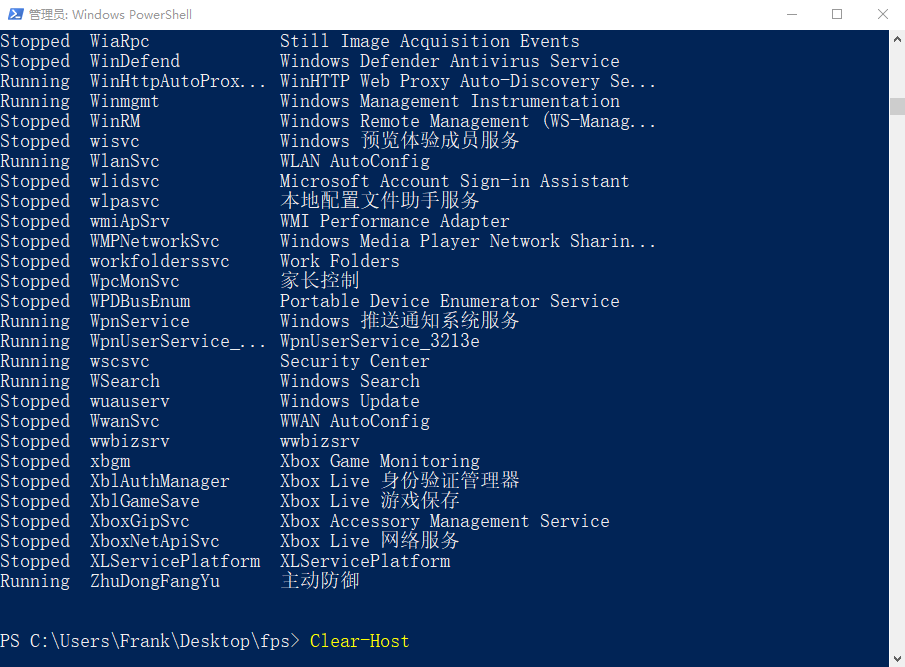 管理员: Windows PowerShell
Stopped  WiaRpc             Still Image Acquisition Events
Stopped  WinDefend          Windows Defender Antivirus Service
Running  WinHttpAutoProx... WinHTTP Web Proxy Auto-Discovery Se...
Running  Winmgmt            Windows Management Instrumentation
Stopped  WinRM              Windows Remote Management (WS-Manag...
Stopped  wisvc              Windows 预览体验成员服务
Running  WlanSvc            WLAN AutoConfig
Stopped  wlidsvc            Microsoft Account Sign-in Assistant
Stopped  wlpasvc            本地配置文件助手服务
Stopped  wmiApSrv           WMI Performance Adapter
Stopped  WMPNetworkSvc      Windows Media Player Network Sharin...
Stopped  workfolderssvc     Work Folders
Stopped  WpcMonSvc          家长控制
Stopped  WPDBusEnum         Portable Device Enumerator Service
Running  WpnService         Windows 推送通知系统服务
Running  WpnUserService_... WpnUserService_3213e
Running  wscsvc             Security Center
Running  WSearch            Windows Search
Stopped  wuauserv           Windows Update
Stopped  WwanSvc            WWAN AutoConfig
Stopped  wwbizsrv           wwbizsrv
Stopped  xbgm               Xbox Game Monitoring
Stopped  XblAuthManager     Xbox Live 身份验证管理器
Stopped  XblGameSave        Xbox Live 游戏保存
Stopped  XboxGipSvc         Xbox Accessory Management Service
Stopped  XboxNetApiSvc      Xbox Live 网络服务
Stopped  XLServicePlatform  XLServicePlatform
Running  ZhuDongFangYu      主动防御
PS C:\Users\Frank\Desktop\fps> Clear-Host